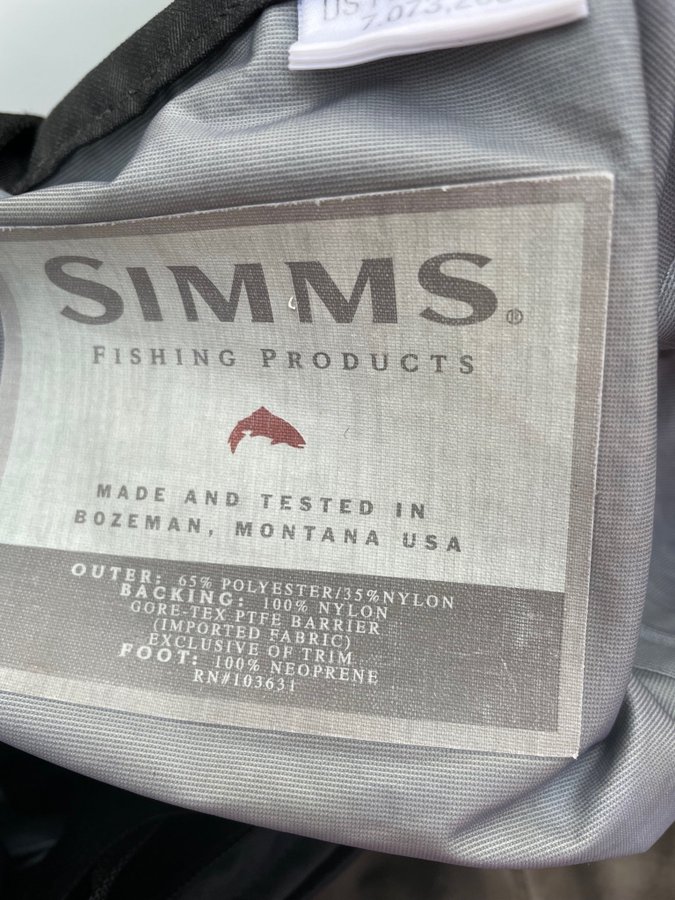 SIMMS®
FISHING PRODUCTS
MADE AND TESTED IN
BOZEMAN, MONTANA USA
OUTER: 65% POLYESTER/35%NYLON
BACKING: 100% NYLON
GORE-TEX PTFE BARRIER
(IMPORTED FABRIC)
EXCLUSIVE OF TRIM
FOOT: 100% NEOPRENE
RN#103631